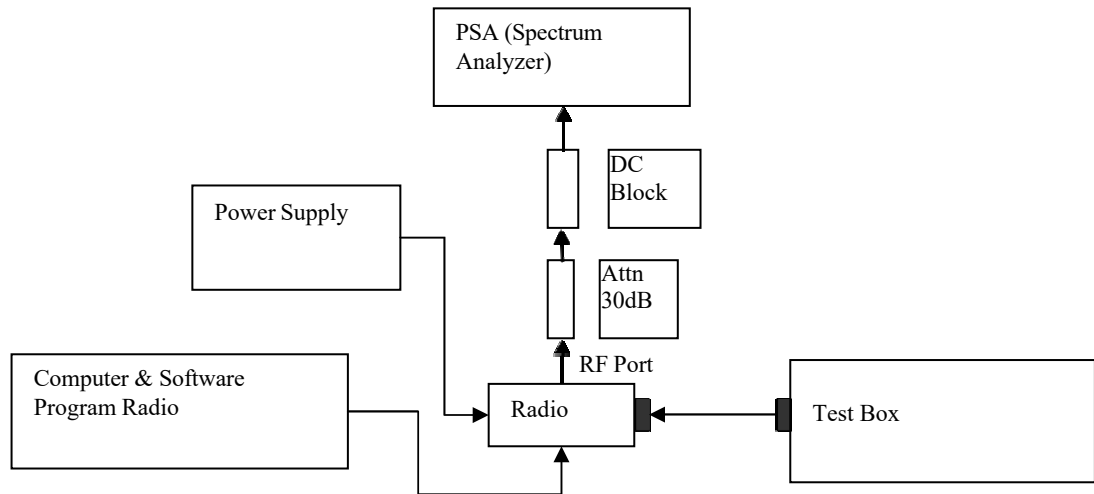 PSA (Spectrum
Analyzer)
DC
Block
Power Supply
Attn
30dB
RF Port
Computer & Software
Program Radio
Radio
Test Box